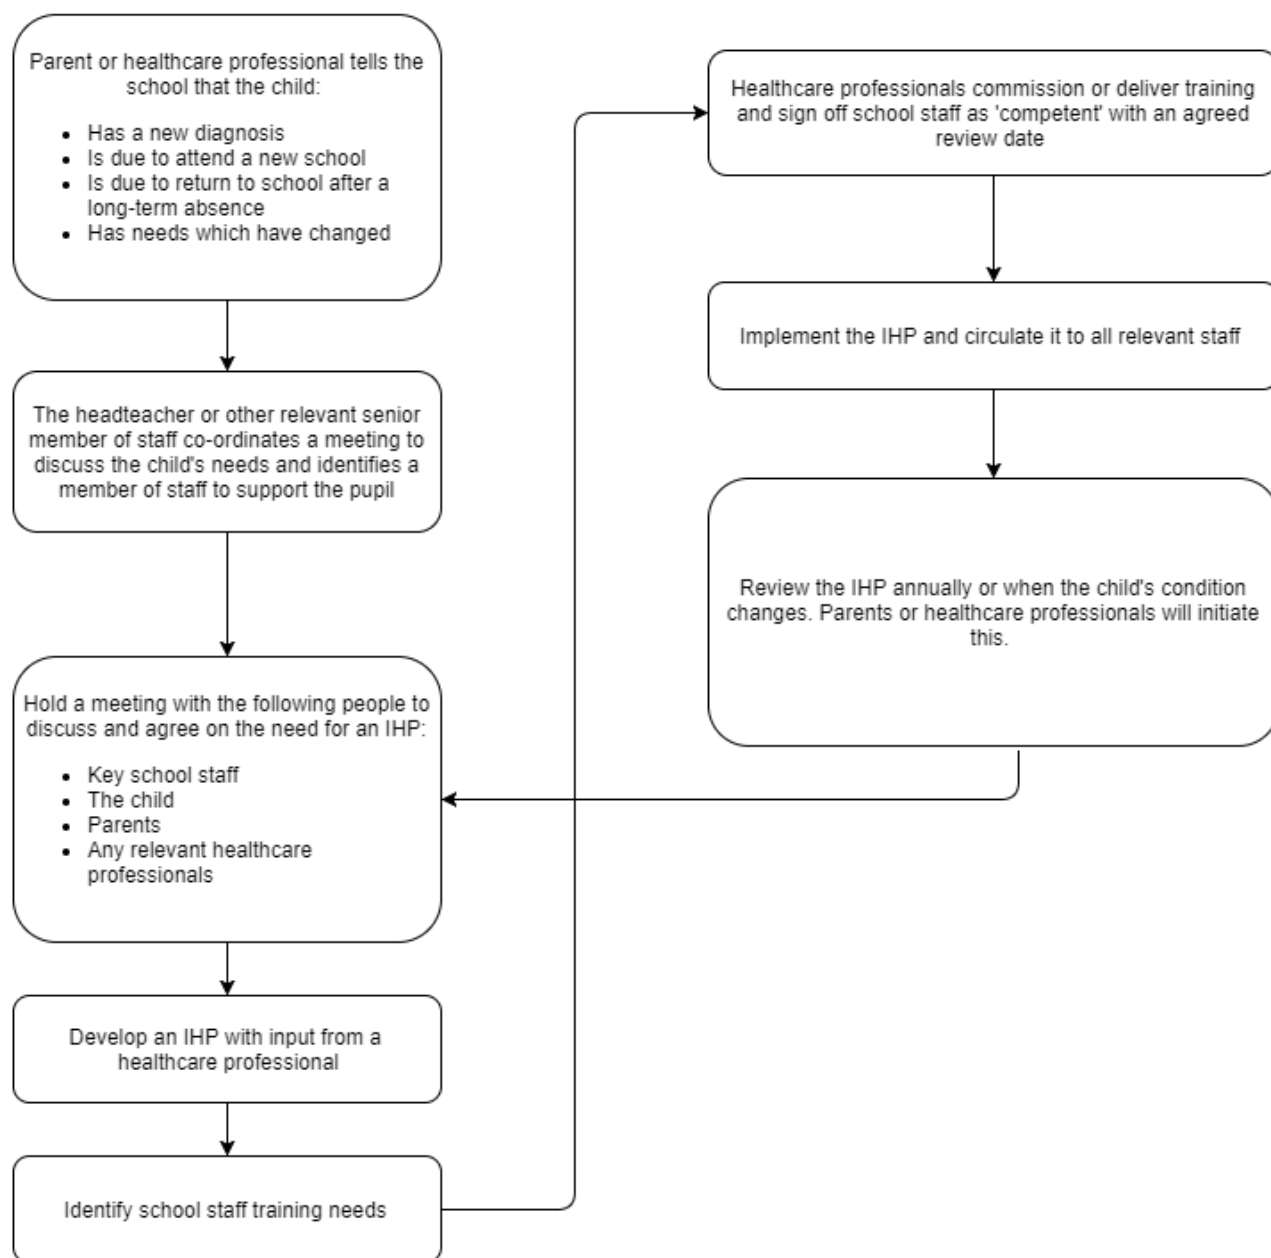 Parent or healthcare professional tells the
school that the child:
• Has a new diagnosis
• Is due to attend a new school
• Is due to return to school after a
long-term absence
• Has needs which have changed
The headteacher or other relevant senior
member of staff co-ordinates a meeting to
discuss the child's needs and identifies a
member of staff to support the pupil
Hold a meeting with the following people to
discuss and agree on the need for an IHP:
• Key school staff
• The child
• Parents
• Any relevant healthcare
professionals
Develop an IHP with input from a
healthcare professional
Identify school staff training needs
Healthcare professionals commission or deliver training
and sign off school staff as 'competent' with an agreed
review date
Implement the IHP and circulate it to all relevant staff
Review the IHP annually or when the child's condition
changes. Parents or healthcare professionals will initiate
this.